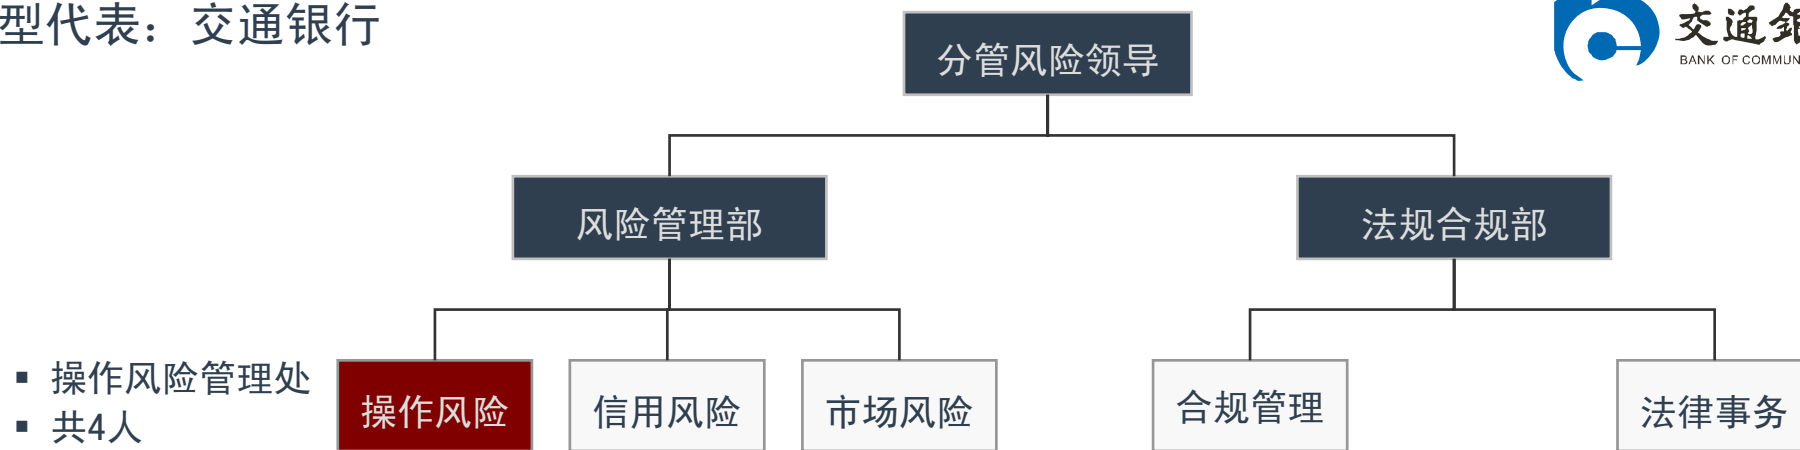 型代表：交通银行
交通
BANK OF COMMUN
分管风险领导
风险管理部
法规合规部
▪ 操作风险管理处
▪ 共4人
操作风险
信用风险
市场风险
合规管理
法律事务